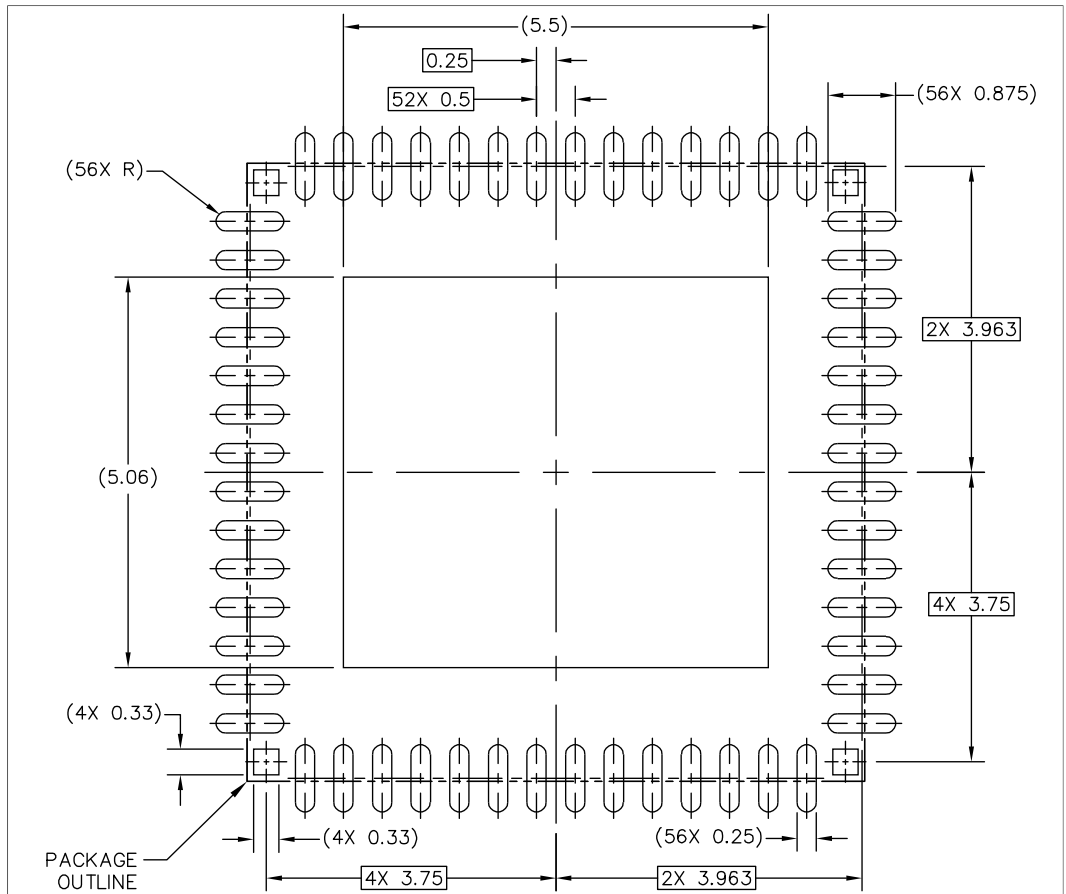 (5.5)
0.25
52X 0.5
(56X 0.875)
(56X R)
2X 3.963
(5.06)
4X 3.75
(4X 0.33)
(4X 0.33)
(56X 0.25)
PACKAGE
OUTLINE
4X 3.75
2X 3.963